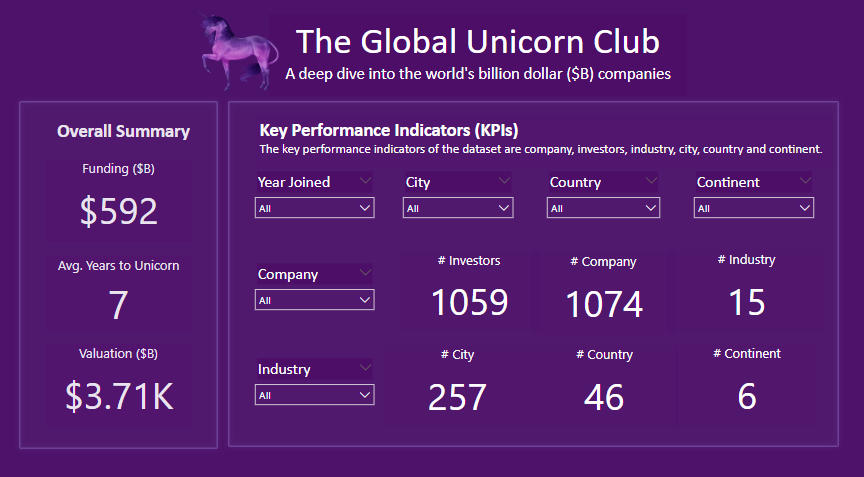 The Global Unicorn Club
A deep dive into the world's billion dollar ($B) companies
Overall Summary
Funding ($B)
$592
Avg. Years to Unicorn
7
Valuation ($B)
$3.71K
Key Performance Indicators (KPIs)
The key performance indicators of the dataset are company, investors, industry, city, country and continent.
Year Joined
All
City
All
Country
All
Continent
All
Company
All
# Investors
1059
# Company
1074
# Industry
15
Industry
All
# City
257
# Country
46
# Continent
6